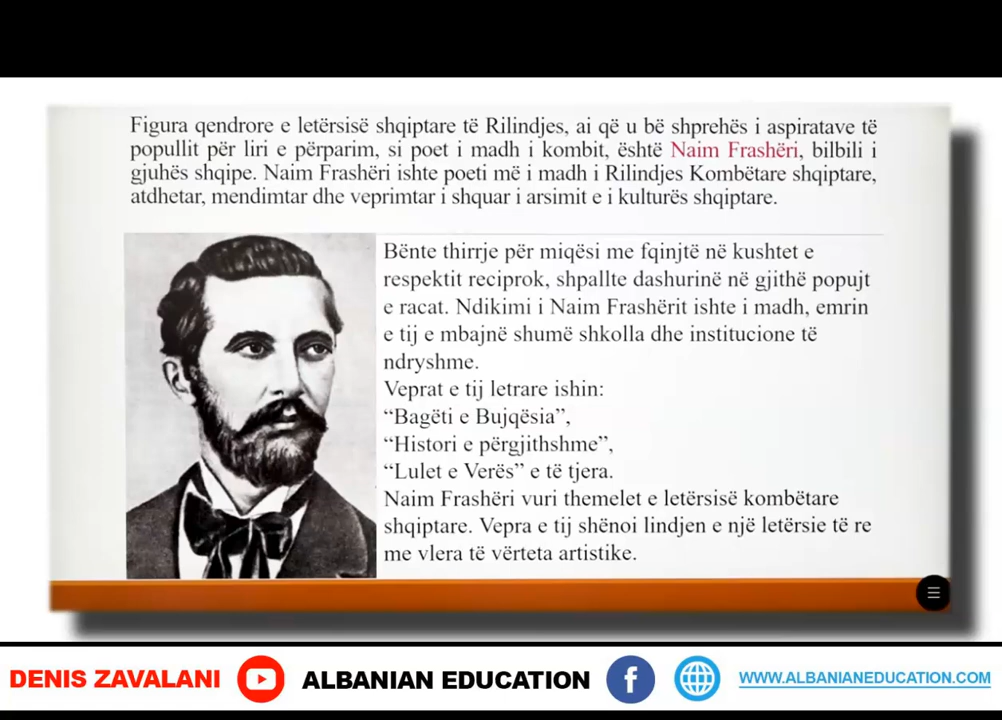 Figura qendrore e letërsisë shqiptare të Rilindjes, ai që u bë shprehës i aspiratave të
popullit për liri e përparim, si poet i madh i kombit, është Naim Frashëri, bilbili i
gjuhës shqipe. Naim Frashëri ishte poeti më i madh i Rilindjes Kombëtare shqiptare,
atdhetar, mendimtar dhe veprimtar i shquar i arsimit e i kulturës shqiptare.
Bënte thirrje për miqësi me fqinjtë në kushtet e
respektit reciprok, shpallte dashurinë në gjithë popujt
e racat. Ndikimi i Naim Frashërit ishte i madh, emrin
e tij e mbajnë shumë shkolla dhe institucione të
ndryshme.
Veprat e tij letrare ishin:
“Bagëti e Bujqësia”,
“Histori e përgjithshme”,
“Lulet e Verës” e të tjera.
Naim Frashëri vuri themelet e letërsisë kombëtare
shqiptare. Vepra e tij shënoi lindjen e një letërsie të re
me vlera të vërteta artistike.
DENIS ZAVALANI ALBANIAN EDUCATION f WWW.ALBANIANEDUCATION.COM